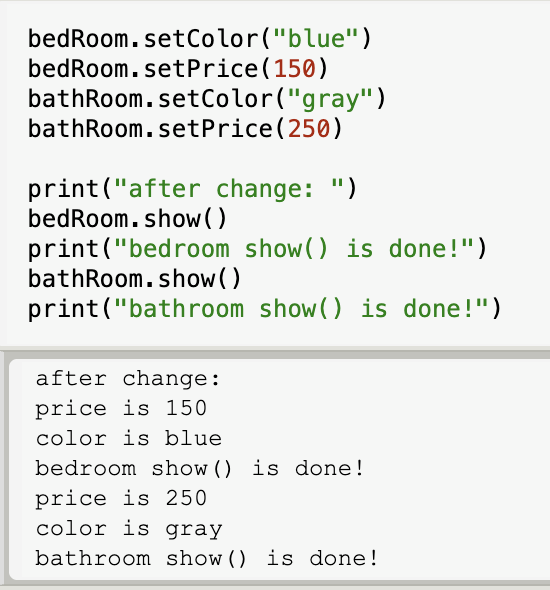 bedRoom.setColor("blue")
bedRoom.setPrice(150)
bathRoom.setColor("gray")
bathRoom.setPrice(250)
print("after change: ")
bedRoom.show()
print("bedroom show() is done!")
bathRoom.show()
print("bathroom show() is done!")
after change:
price is 150
color is blue
bedroom show() is done!
price is 250
color is gray
bathroom show() is done!